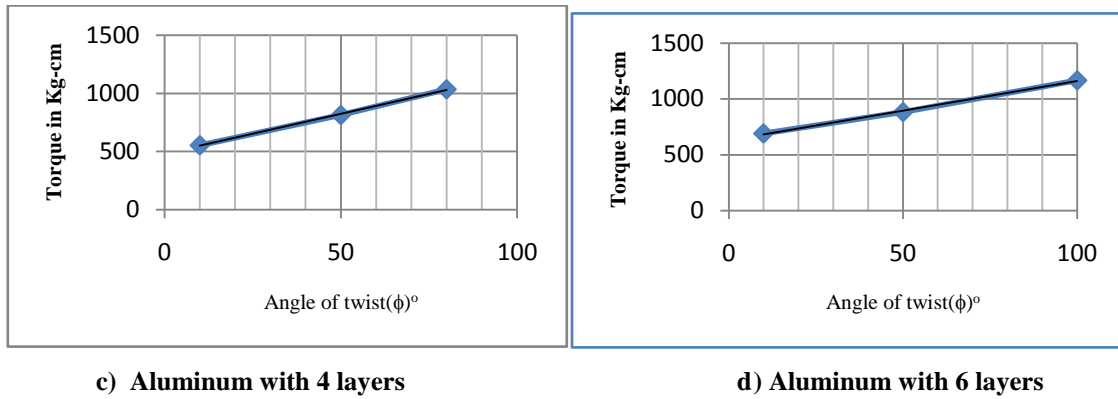 Torque in Kg-cm
1500
1000
500
0
0 50 100
Angle of twist(ϕ)º
c) Aluminum with 4 layers
Torque in Kg-cm
1500
1000
500
0
0 50 100
Angle of twist(ϕ)º
d) Aluminum with 6 layers